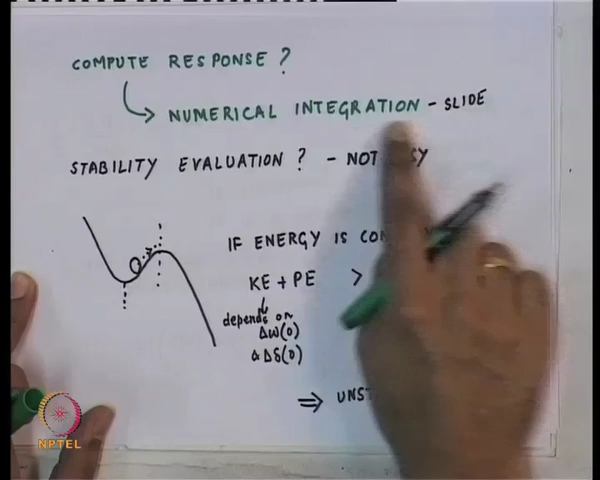 COMPUTE RESPONSE ?
NUMERICAL INTEGRATION - SLIDE
STABILITY EVALUATION ? - NOT
IF ENERGY IS
KE + PE >
depends on
Δω(0)
& Δδ(0)
⇒
NPTEL